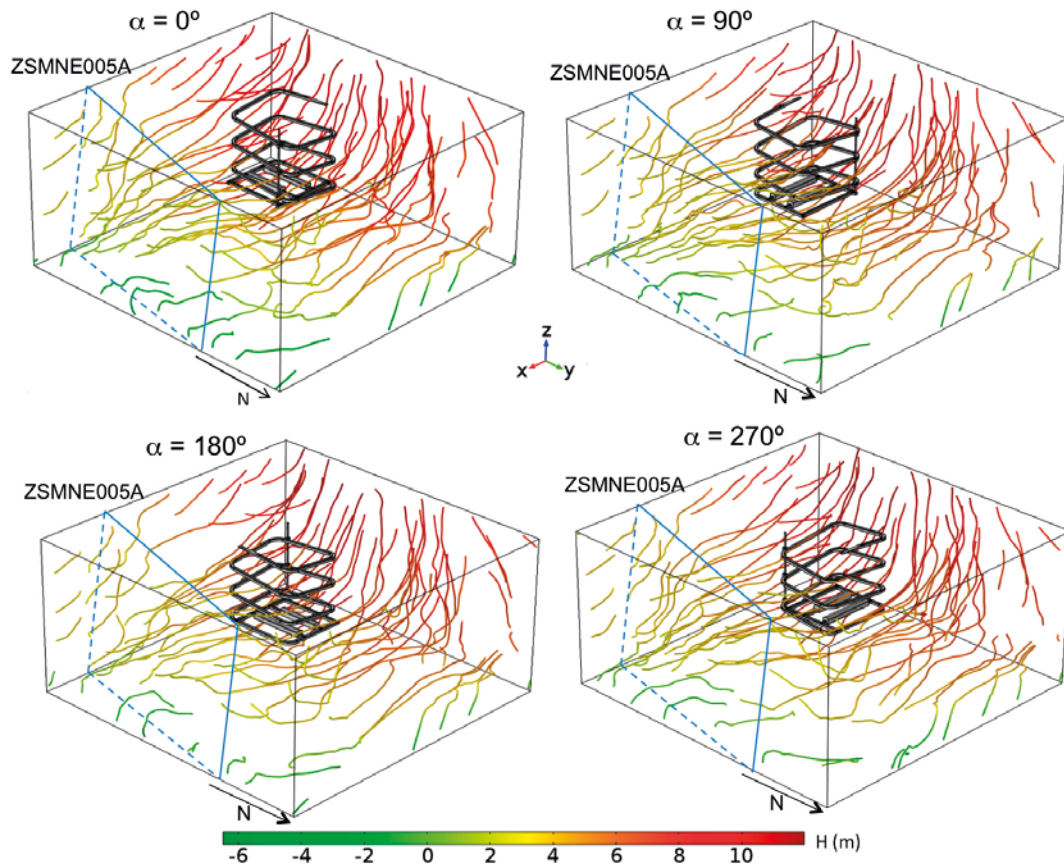 α = 0º
α = 90º
ZSMNE005A
ZSMNE005A
z
x
y
N
N
α = 180º
α = 270º
ZSMNE005A
ZSMNE005A
N
N
-6 -4 -2 0 2 4 6 8 10 H (m)